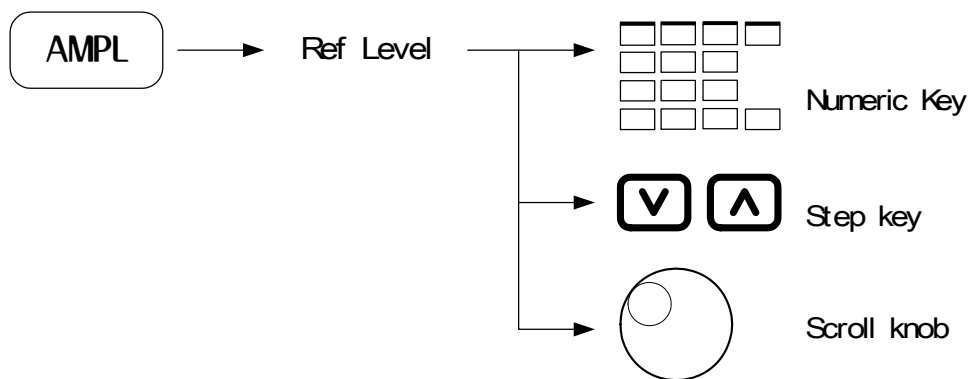 AMPL
Ref Level
Numeric Key
Step key
Scroll knob